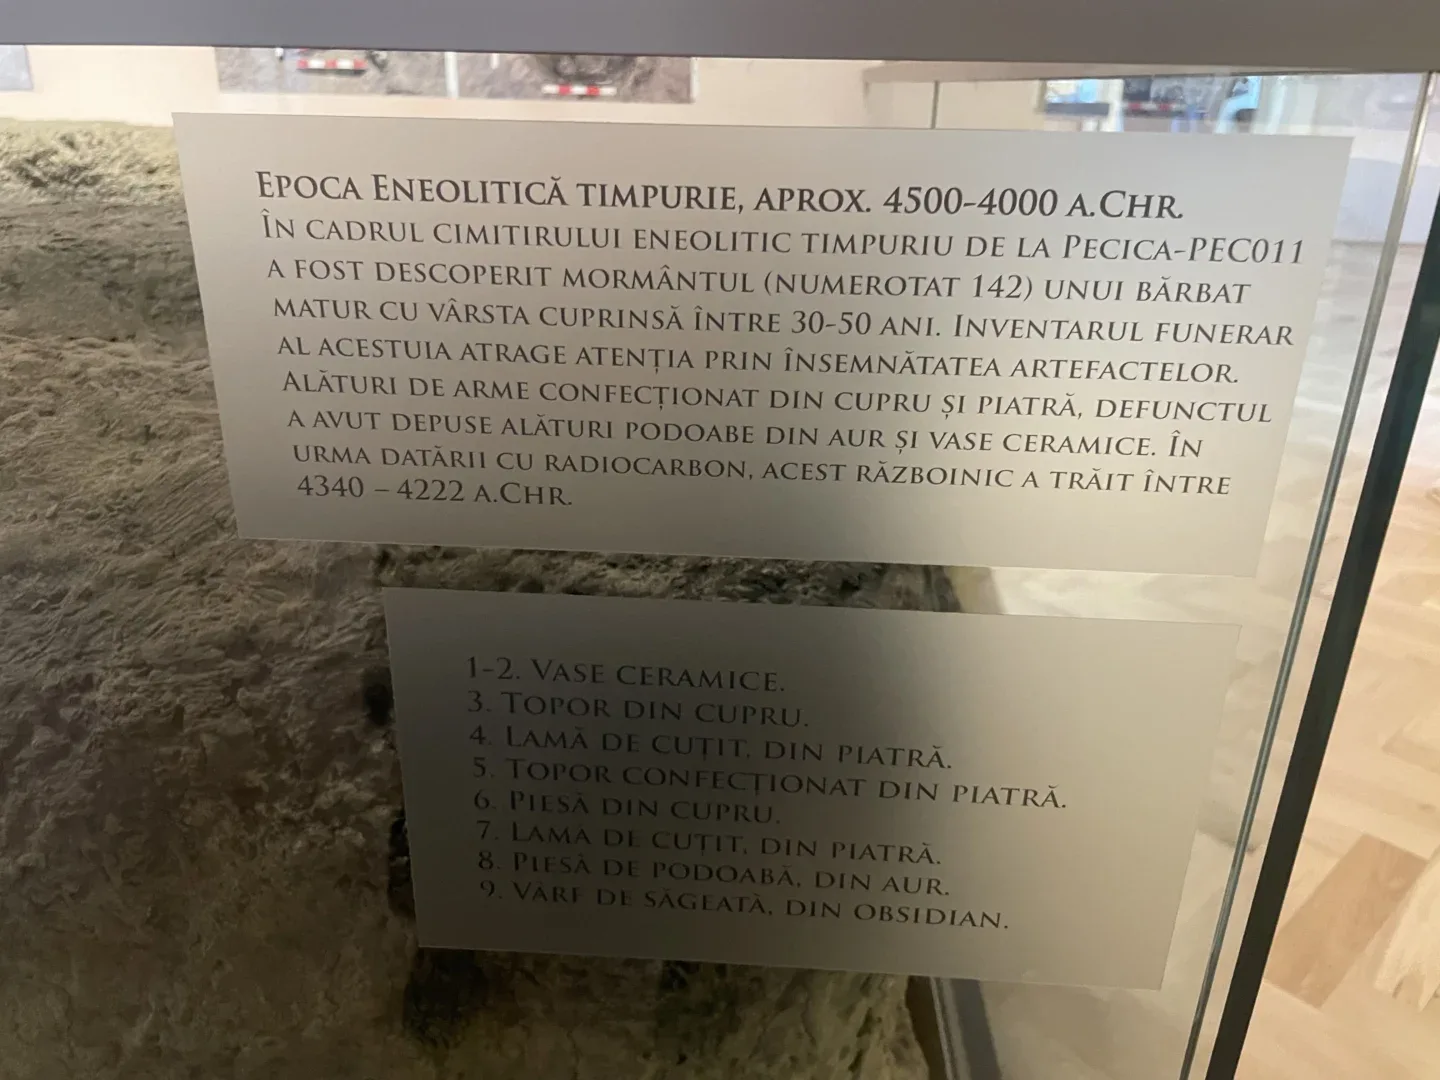 Epoca Eneolitică timpurie, aprox. 4500-4000 a.Chr.
În cadrul cimitirului eneolitic timpuriu de la Pecica-PEC011
a fost descoperit mormântul (numerotat 142) unui bărbat
matur cu vârsta cuprinsă între 30-50 ani. Inventarul funerar
al acestuia atrage atenția prin însemnătatea artefactelor.
Alături de arme confecționat din cupru și piatră, defunctul
a avut depuse alături podoabe din aur și vase ceramice. În
urma datării cu radiocarbon, acest războinic a trăit între
4340 – 4222 a.Chr.
1-2. Vase ceramice.
3. Topor din cupru.
4. Lamă de cuțit, din piatră.
5. Topor confecționat din piatră.
6. Piesă din cupru.
7. Lamă de cuțit, din piatră.
8. Piesă de podoabă, din aur.
9. Vârf de săgeată, din obsidian.